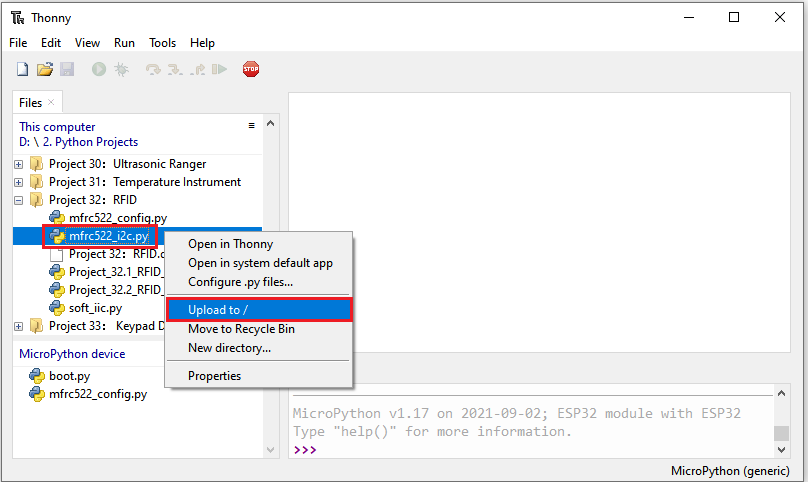 Thonny
File Edit View Run Tools Help
STOP
Files
This computer
D: \ 2. Python Projects
Project 30： Ultrasonic Ranger
Project 31： Temperature Instrument
Project 32： RFID
mfrc522_config.py
mfrc522_i2c.py
Project 32： RFID.
Project_32.1_RFID_
Project_32.2_RFID_
soft_iic.py
Project 33： Keypad D
Open in Thonny
Open in system default app
Configure .py files...
Upload to /
Move to Recycle Bin
New directory...
Properties
MicroPython device
boot.py
mfrc522_config.py
MicroPython v1.17 on 2021-09-02; ESP32 module with ESP32
Type "help()" for more information.
>>>
MicroPython (generic)